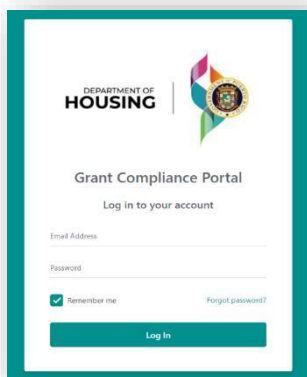 DEPARTMENT OF
HOUSING
Grant Compliance Portal
Log in to your account
Email Address
Password
Remember me
Forgot password?
Log In